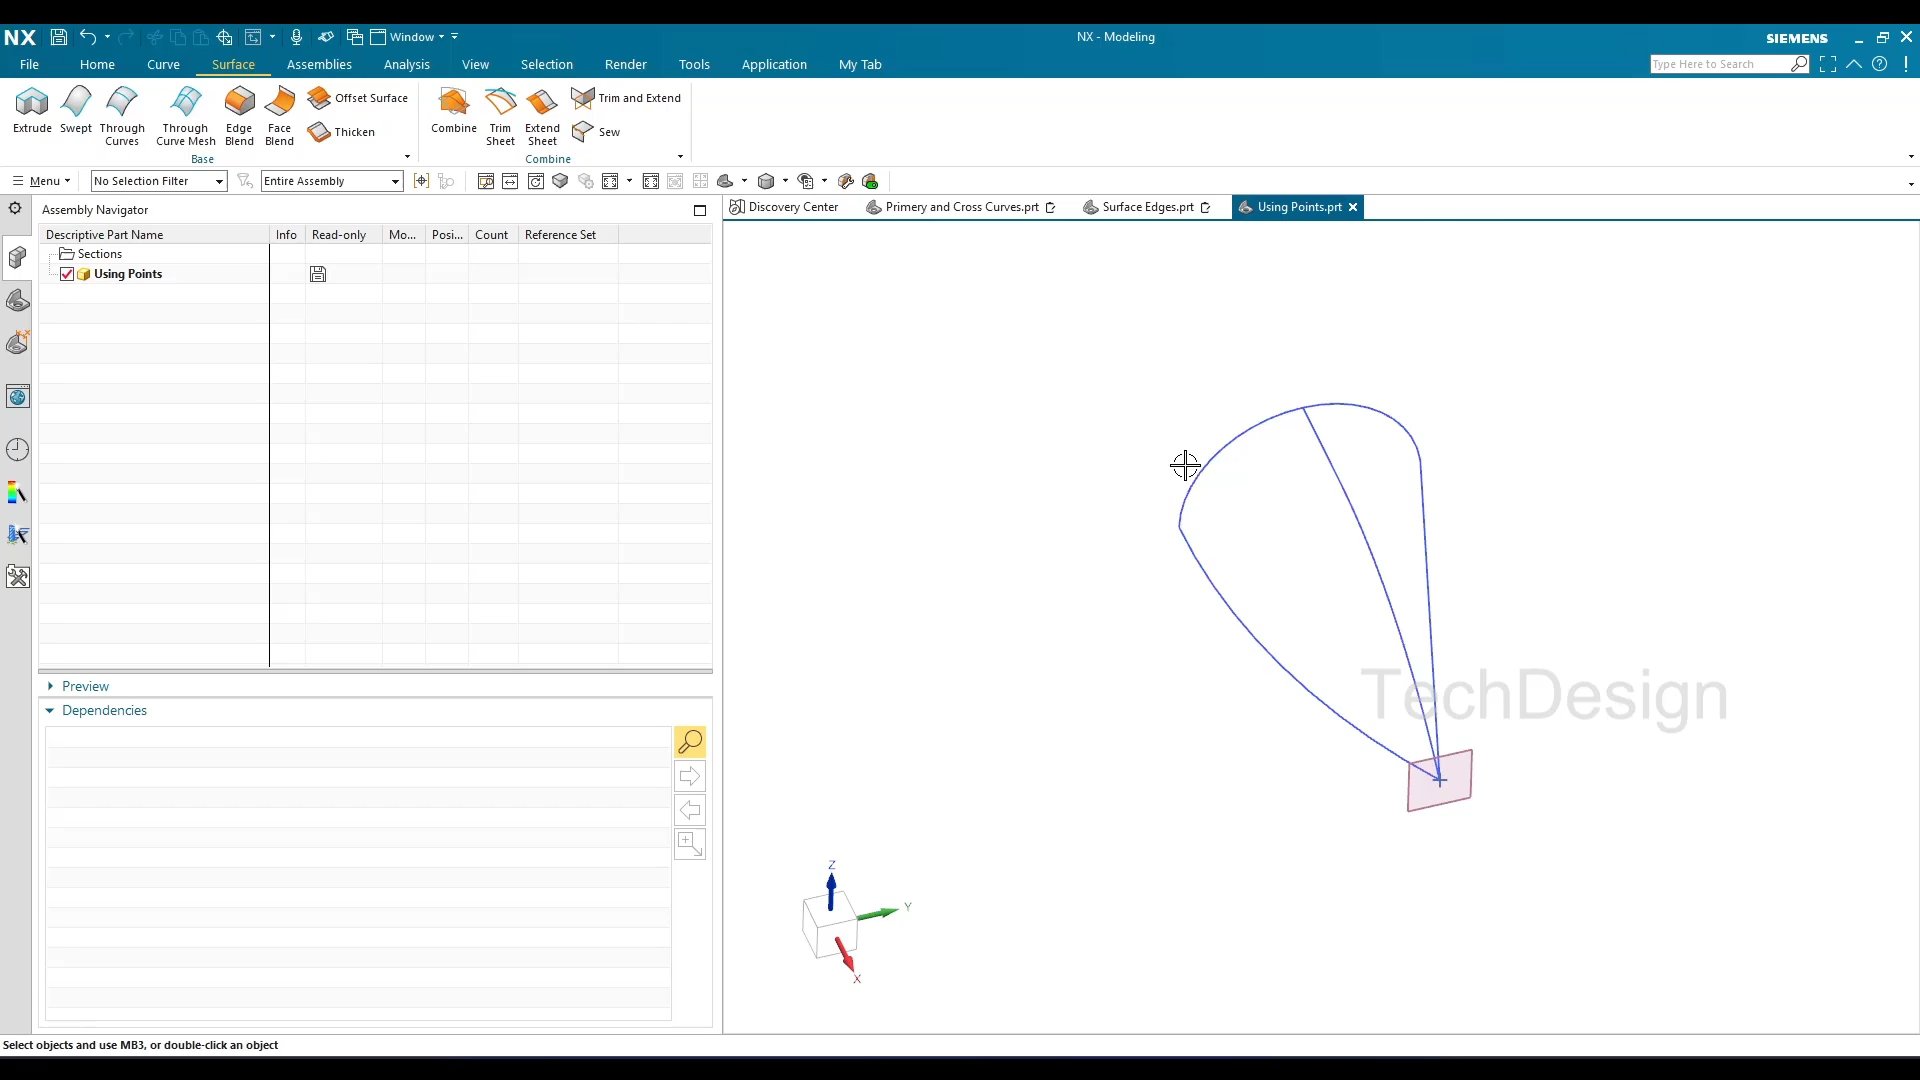 NX
Window
NX - Modeling
SIEMENS
File Home Curve Surface Assemblies Analysis View Selection Render Tools Application My Tab
Type Here to Search
Extrude
Swept
Through
Curves
Through
Curve Mesh
Edge
Blend
Face
Blend
Offset Surface
Thicken
Base
Combine
Trim
Sheet
Extend
Sheet
Trim and Extend
Sew
Combine
Menu
No Selection Filter
Entire Assembly
Assembly Navigator
Discovery Center
Primery and Cross Curves.prt
Surface Edges.prt
Using Points.prt
Descriptive Part Name Info Read-only Mo... Posi... Count Reference Set
Sections
Using Points
Preview
Dependencies
TechDesign
Z
Y
X
Select objects and use MB3, or double-click an object